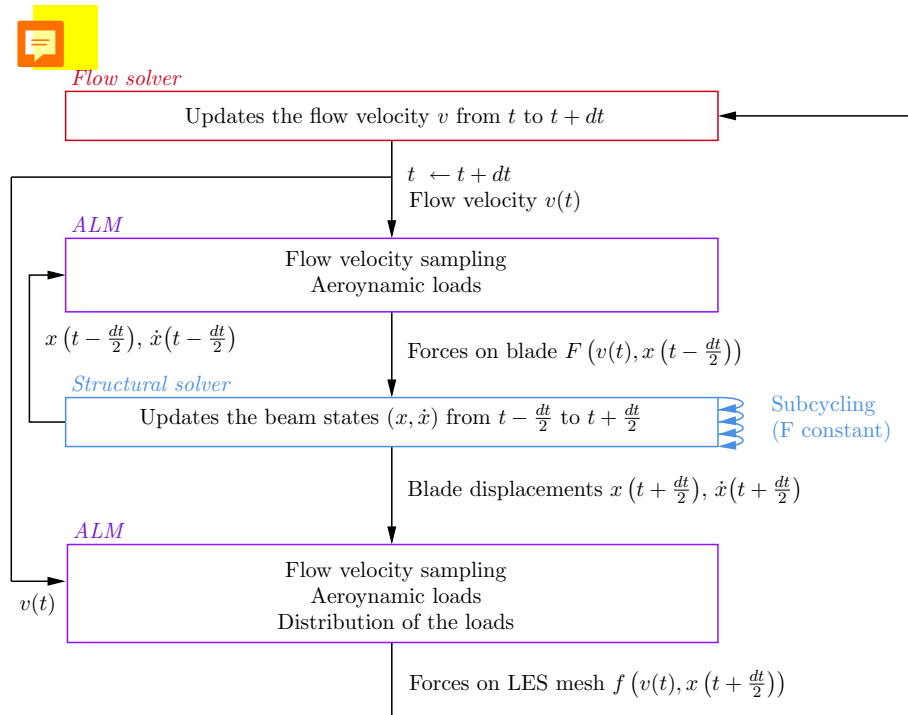 Flow solver
Updates the flow velocity v from t to t + dt
t ← t + dt
Flow velocity v(t)
ALM
Flow velocity sampling
Aeroynamic loads
x(t − dt/2), ẋ(t − dt/2)
Forces on blade F(v(t), x(t − dt/2))
Structural solver
Updates the beam states (x, ẋ) from t − dt/2 to t + dt/2
Subcycling
(F constant)
Blade displacements x(t + dt/2), ẋ(t + dt/2)
ALM
Flow velocity sampling
Aeroynamic loads
Distribution of the loads
v(t)
Forces on LES mesh f(v(t), x(t + dt/2))